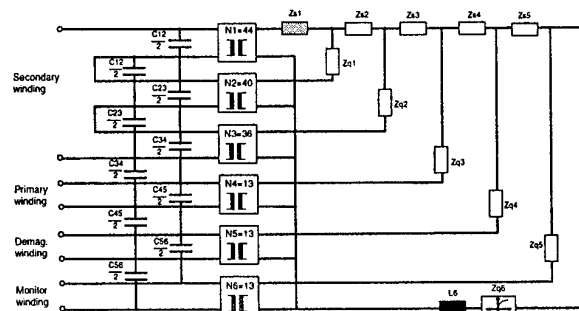 C12
2
N1=44
Zs1
Zs2
Zs3
Zs4
Zs5
C12
2
Zq1
Secondary
winding
C23
2
N2=40
Zq2
C23
2
N3=36
C34
2
Zq3
C34
2
Primary
winding
C45
2
N4=13
Zq4
C45
2
Demag.
winding
C56
2
N5=13
Zq5
C56
2
Monitor
winding
N6=13
L6
Zq6